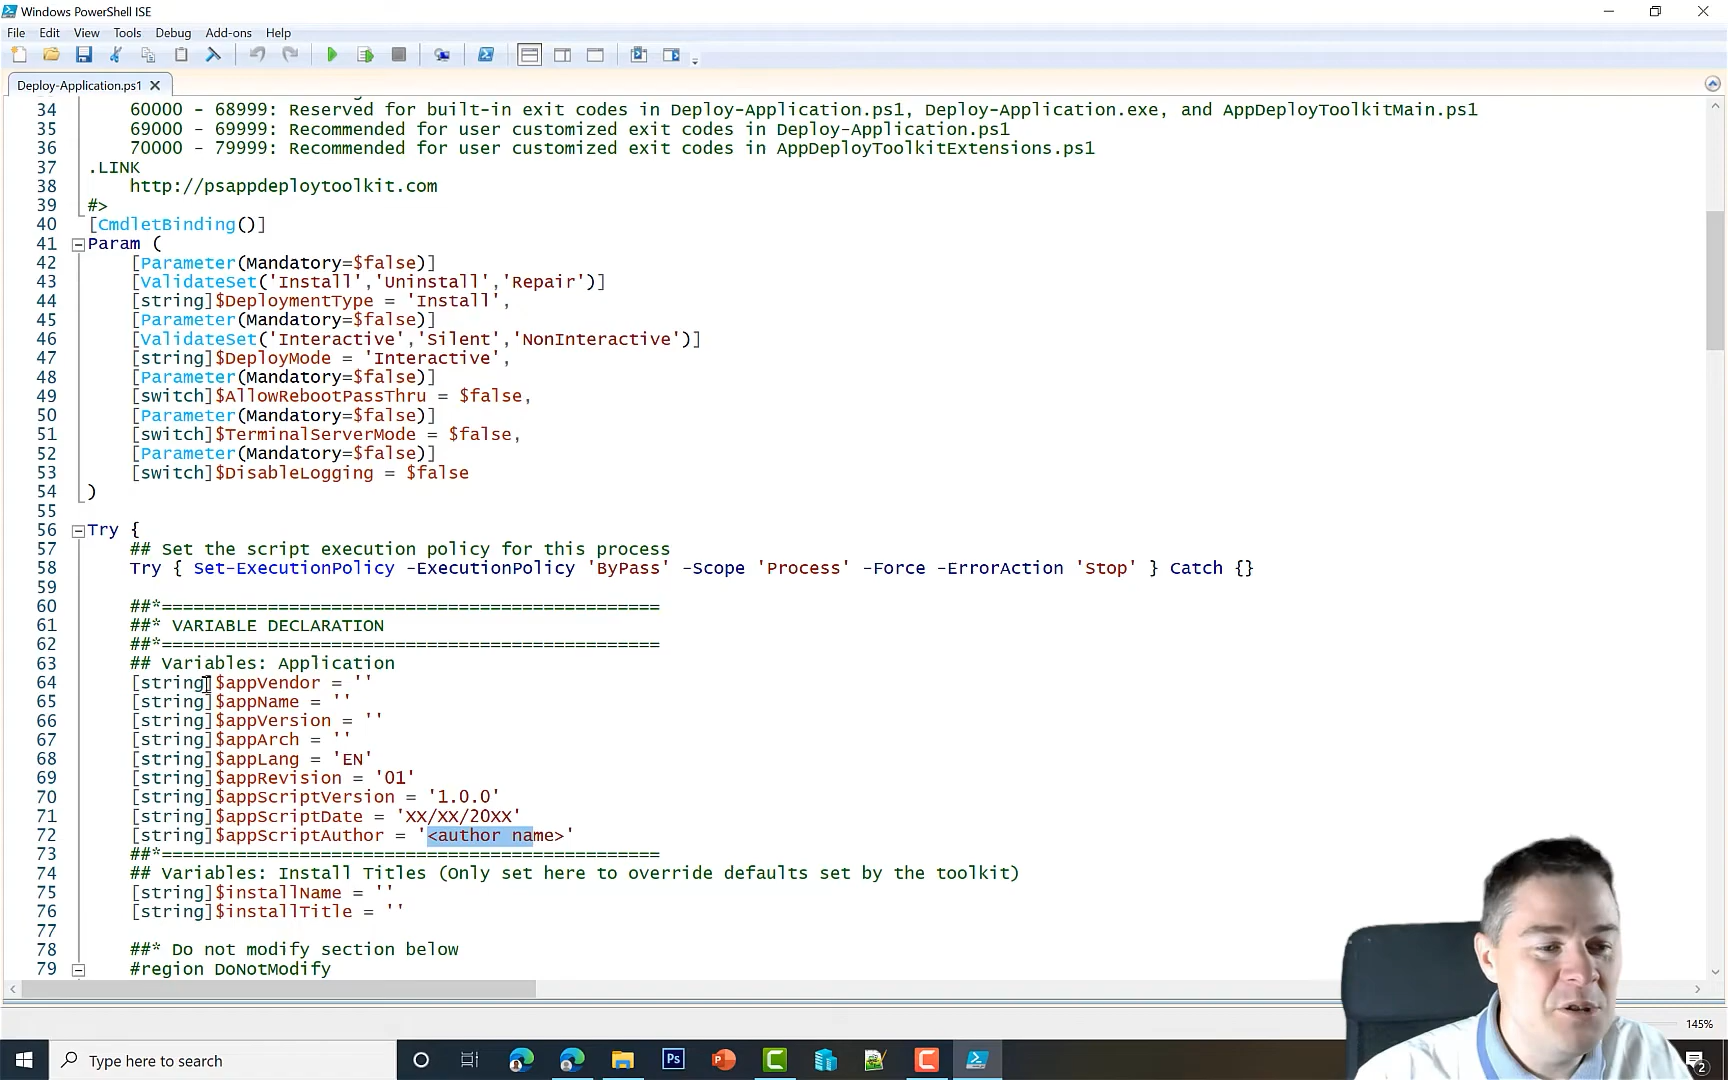 Windows PowerShell ISE
File Edit View Tools Debug Add-ons Help
Deploy-Application.ps1
34 60000 - 68999: Reserved for built-in exit codes in Deploy-Application.ps1, Deploy-Application.exe, and AppDeployToolkitMain.ps1
35 69000 - 69999: Recommended for user customized exit codes in Deploy-Application.ps1
36 70000 - 79999: Recommended for user customized exit codes in AppDeployToolkitExtensions.ps1
37 .LINK
38 http://psappdeploytoolkit.com
39 #>
40 [CmdletBinding()]
41 Param (
42 [Parameter(Mandatory=$false)]
43 [ValidateSet('Install','Uninstall','Repair')]
44 [string]$DeploymentType = 'Install',
45 [Parameter(Mandatory=$false)]
46 [ValidateSet('Interactive','Silent','NonInteractive')]
47 [string]$DeployMode = 'Interactive',
48 [Parameter(Mandatory=$false)]
49 [switch]$AllowRebootPassThru = $false,
50 [Parameter(Mandatory=$false)]
51 [switch]$TerminalServerMode = $false,
52 [Parameter(Mandatory=$false)]
53 [switch]$DisableLogging = $false
54 )
55
56 Try {
57 ## Set the script execution policy for this process
58 Try { Set-ExecutionPolicy -ExecutionPolicy 'ByPass' -Scope 'Process' -Force -ErrorAction 'Stop' } Catch {}
59
60 ##*===============================================
61 ##* VARIABLE DECLARATION
62 ##*===============================================
63 ## Variables: Application
64 [string]$appVendor = ''
65 [string]$appName = ''
66 [string]$appVersion = ''
67 [string]$appArch = ''
68 [string]$appLang = 'EN'
69 [string]$appRevision = '01'
70 [string]$appScriptVersion = '1.0.0'
71 [string]$appScriptDate = 'XX/XX/20XX'
72 [string]$appScriptAuthor = '<author name>'
73 ##*===============================================
74 ## Variables: Install Titles (Only set here to override defaults set by the toolkit)
75 [string]$installName = ''
76 [string]$installTitle = ''
77
78 ##* Do not modify section below
79 #region DoNotModify
145%
Type here to search
Ps
2